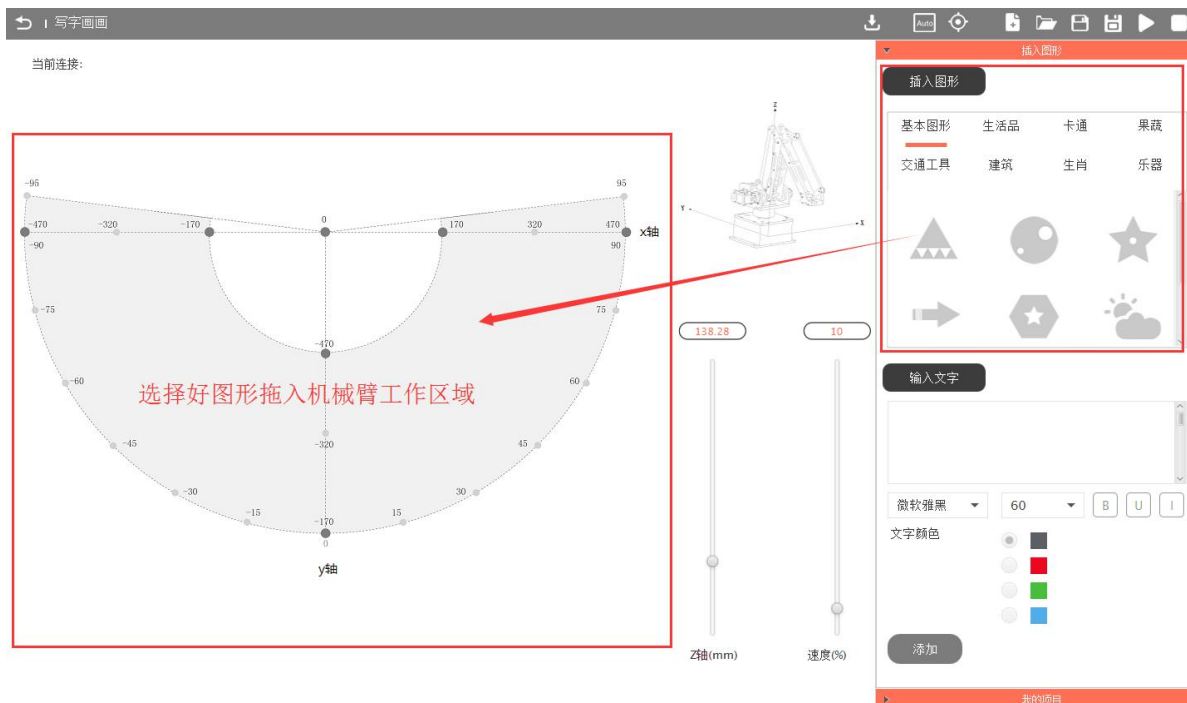 写字画画
Auto
当前连接:
-95
95
-470
-320
-170
0
170
320
470
x轴
-90
90
-75
75
-470
-60
60
选择好图形拖入机械臂工作区域
-45
-320
45
-30
30
-15
-170
15
0
y轴
Z
Y
X
138.28
10
Z轴(mm)
速度(%)
插入图形
插入图形
基本图形
生活品
卡通
果蔬
交通工具
建筑
生肖
乐器
输入文字
微软雅黑
60
B
U
I
文字颜色
添加
我的项目